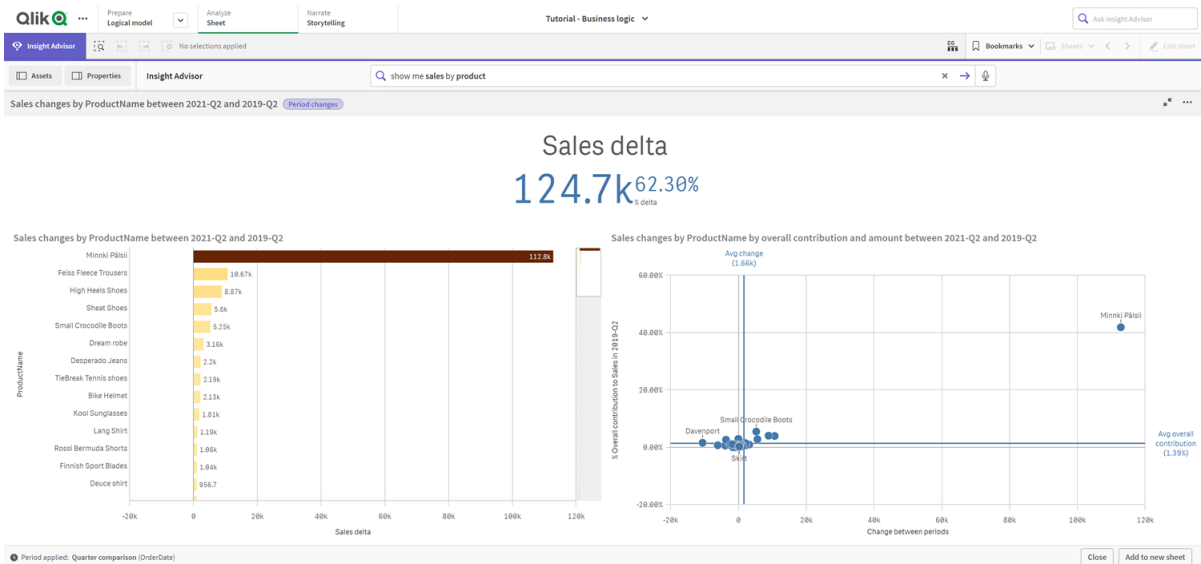 Qlik
Prepare
Logical model
Analyze
Sheet
Narrate
Storytelling
Tutorial - Business logic
Ask Insight Advisor
Insight Advisor
No selections applied
Bookmarks
Sheets
Edit sheet
Assets
Properties
Insight Advisor
show me sales by product
Sales changes by ProductName between 2021-Q2 and 2019-Q2
Period changes
Sales delta
124.7k
62.30%
% delta
Sales changes by ProductName between 2021-Q2 and 2019-Q2
ProductName
Minnki Pälsii 112.8k
Feiss Fleece Trousers 10.67k
High Heels Shoes 8.87k
Sheat Shoes 5.6k
Small Crocodile Boots 5.25k
Dream robe 3.16k
Desperado Jeans 2.2k
TieBreak Tennis shoes 2.19k
Bike Helmet 2.13k
Kool Sunglasses 1.81k
Lang Shirt 1.19k
Rossi Bermuda Shorts 1.06k
Finnish Sport Blades 1.04k
Deuce shirt 956.7
-20k 0 20k 40k 60k 80k 100k 120k
Sales delta
Sales changes by ProductName by overall contribution and amount between 2021-Q2 and 2019-Q2
Avg change
(1.66k)
% Overall contribution to Sales in 2019-Q2
60.00%
Minnki Pälsii
40.00%
20.00%
Small Crocodile Boots
Davenport
Avg overall
contribution
(1.39%)
0.00%
Skirt
-20.00%
-20k 0 20k 40k 60k 80k 100k 120k
Change between periods
Period applied: Quarter comparison (OrderDate)
Close
Add to new sheet